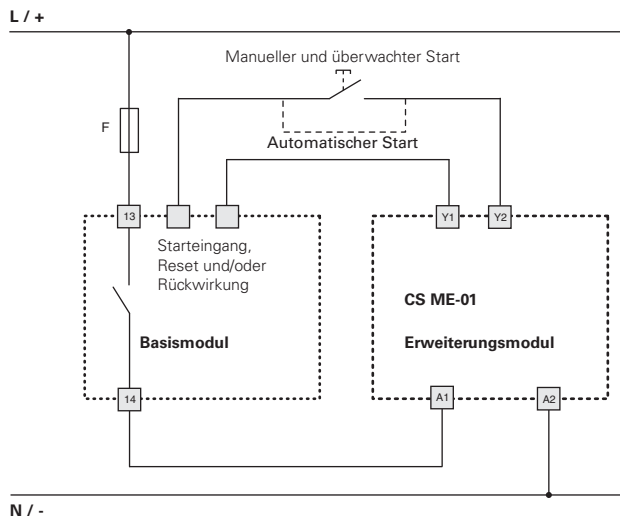 L / +
Manueller und überwachter Start
F
Automatischer Start
13
Y1
Y2
Starteingang,
Reset und/oder
Rückwirkung
CS ME-01
Basismodul
Erweiterungsmodul
14
A1
A2
N / -